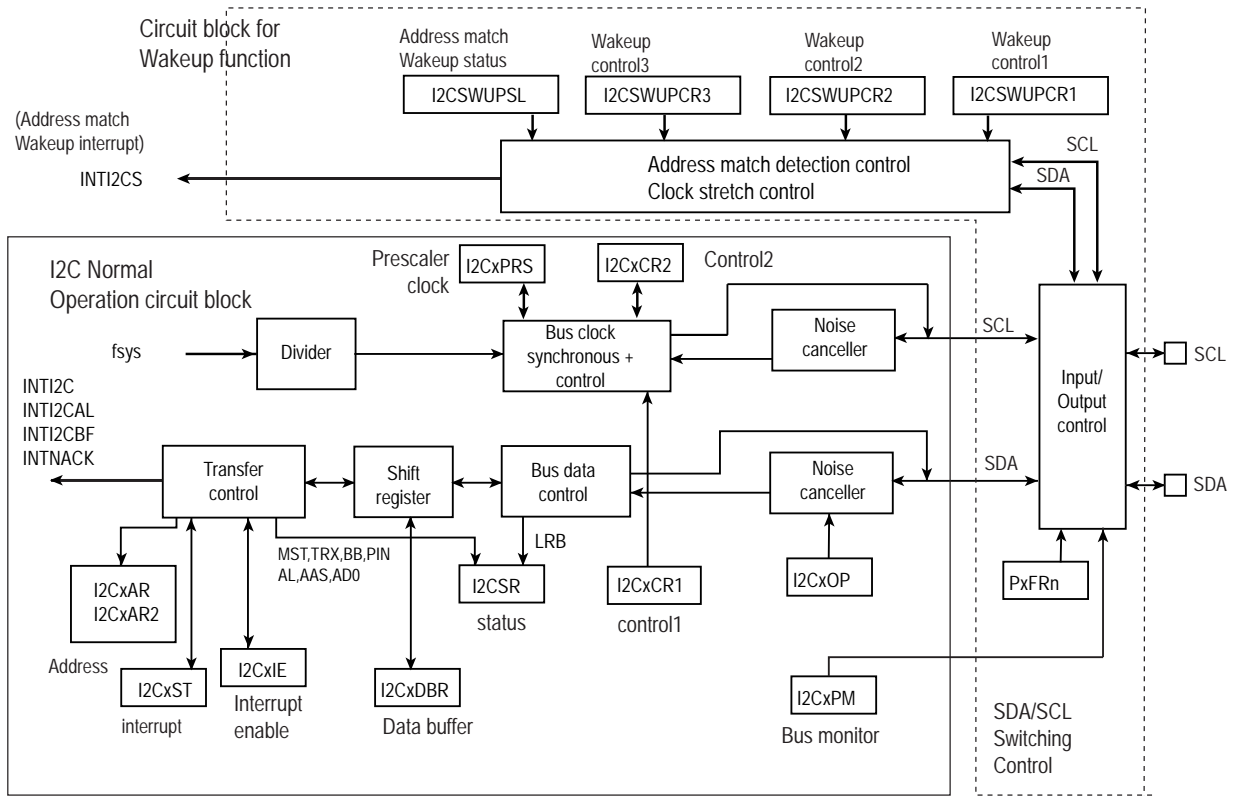 Circuit block for
Wakeup function
Address match
Wakeup status
Wakeup
control3
Wakeup
control2
Wakeup
control1
I2CSWUPSL
I2CSWUPCR3
I2CSWUPCR2
I2CSWUPCR1
(Address match
Wakeup interrupt)
INTI2CS
Address match detection control
Clock stretch control
SCL
SDA
I2C Normal
Operation circuit block
Prescaler
clock
I2CxPRS
I2CxCR2
Control2
fsys
Divider
Bus clock
synchronous +
control
Noise
canceller
SCL
Input/
Output
control
SCL
INTI2C
INTI2CAL
INTI2CBF
INTNACK
Transfer
control
Shift
register
Bus data
control
Noise
canceller
SDA
SDA
MST,TRX,BB,PIN
AL,AAS,AD0
LRB
I2CxAR
I2CxAR2
Address
I2CSR
status
I2CxCR1
control1
I2CxOP
PxFRn
I2CxST
interrupt
I2CxIE
Interrupt
enable
I2CxDBR
Data buffer
I2CxPM
Bus monitor
SDA/SCL
Switching
Control